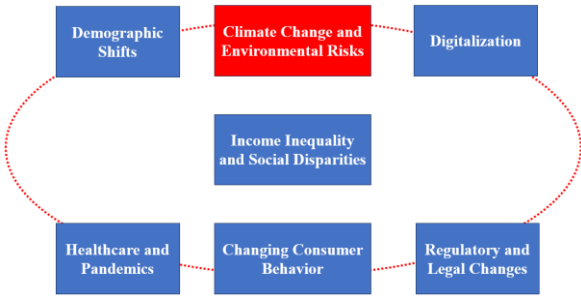 Demographic
Shifts
Climate Change and
Environmental Risks
Digitalization
Income Inequality
and Social Disparities
Healthcare and
Pandemics
Changing Consumer
Behavior
Regulatory and
Legal Changes